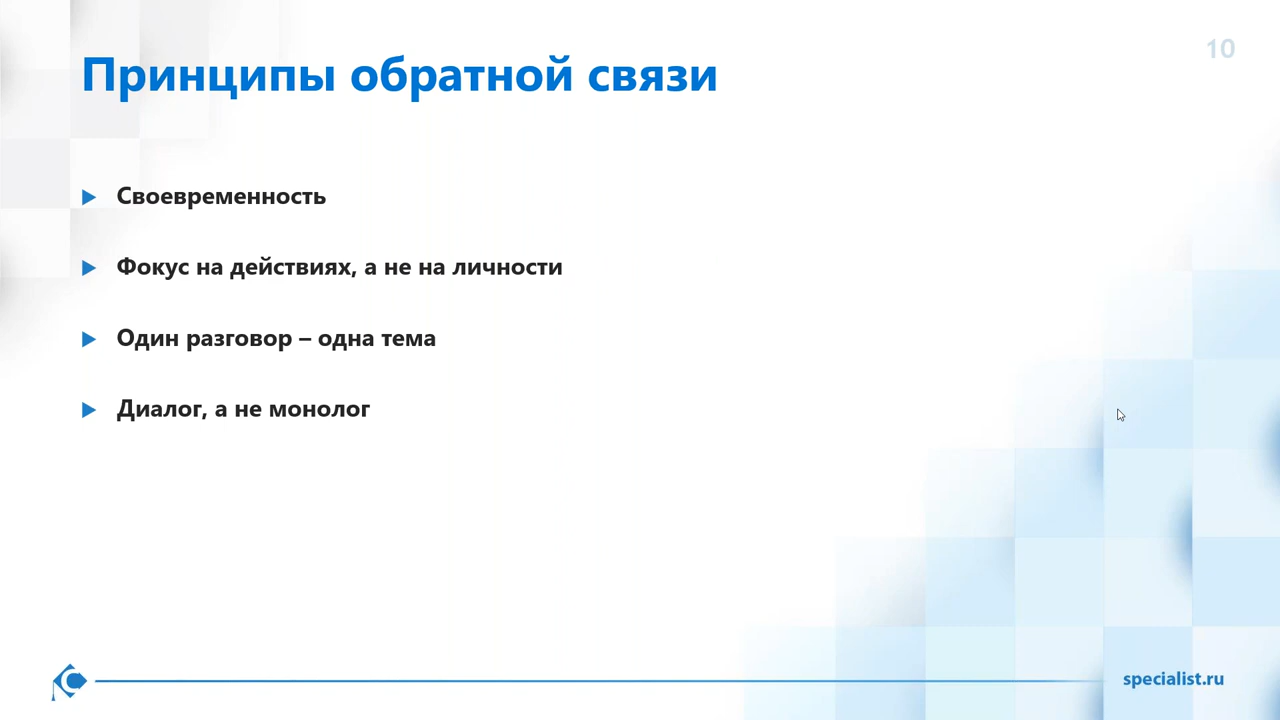 10
Принципы обратной связи
Своевременность
Фокус на действиях, а не на личности
Один разговор – одна тема
Диалог, а не монолог
specialist.ru